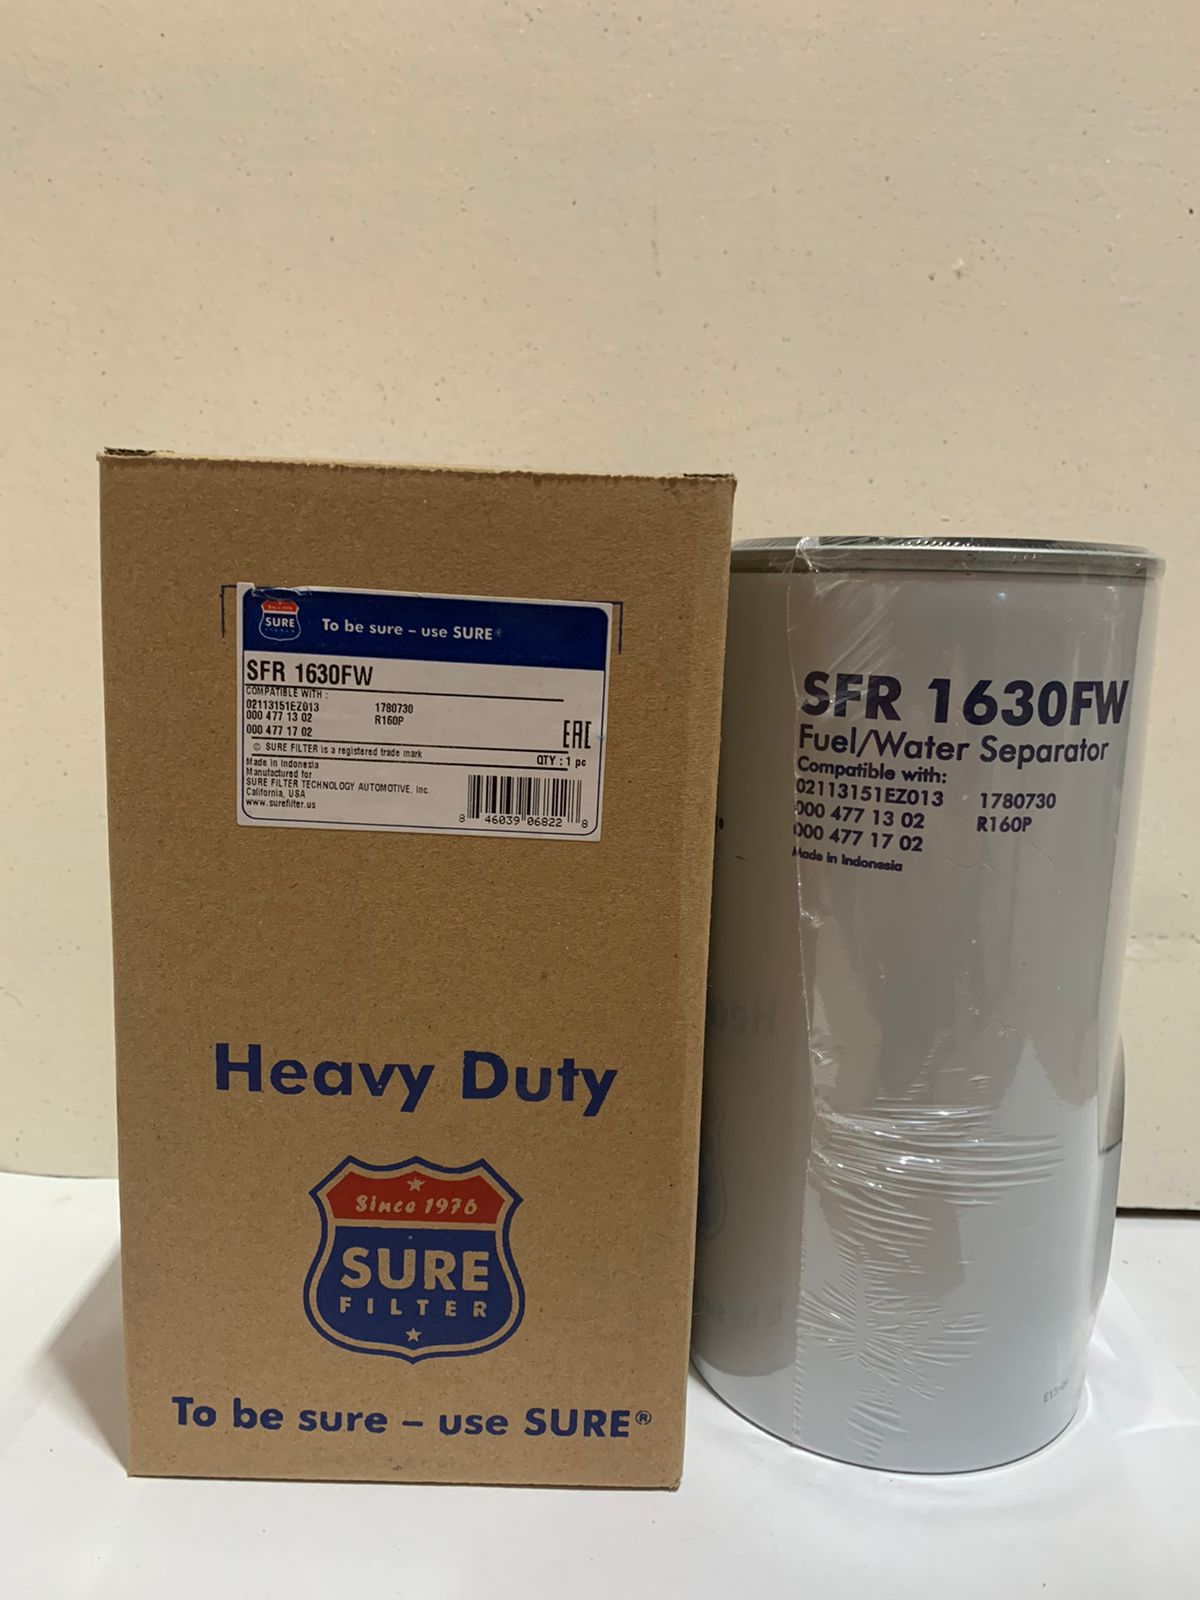 Since 1976
SURE
To be sure – use SURE®
SFR 1630FW
COMPATIBLE WITH :
02113151EZ013 1780730
000 477 13 02 R160P
000 477 17 02
EAC
© SURE FILTER is a registered trade mark
QTY : 1 pc
Made in Indonesia
Manufactured for
SURE FILTER TECHNOLOGY AUTOMOTIVE, Inc.
California, USA
www.surefilter.us
8 46039 06822 8
Heavy Duty
Since 1976
SURE
FILTER
To be sure – use SURE®
SFR 1630FW
Fuel/Water Separator
Compatible with:
02113151EZ013 1780730
000 477 13 02 R160P
000 477 17 02
Made in Indonesia